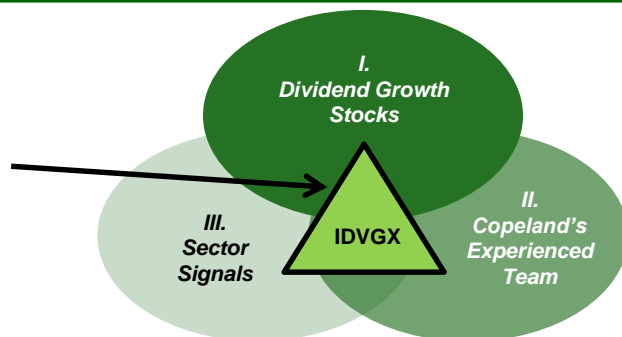 I.
Dividend Growth
Stocks
II.
Copeland's
Experienced
Team
III.
Sector
Signals
IDVGX